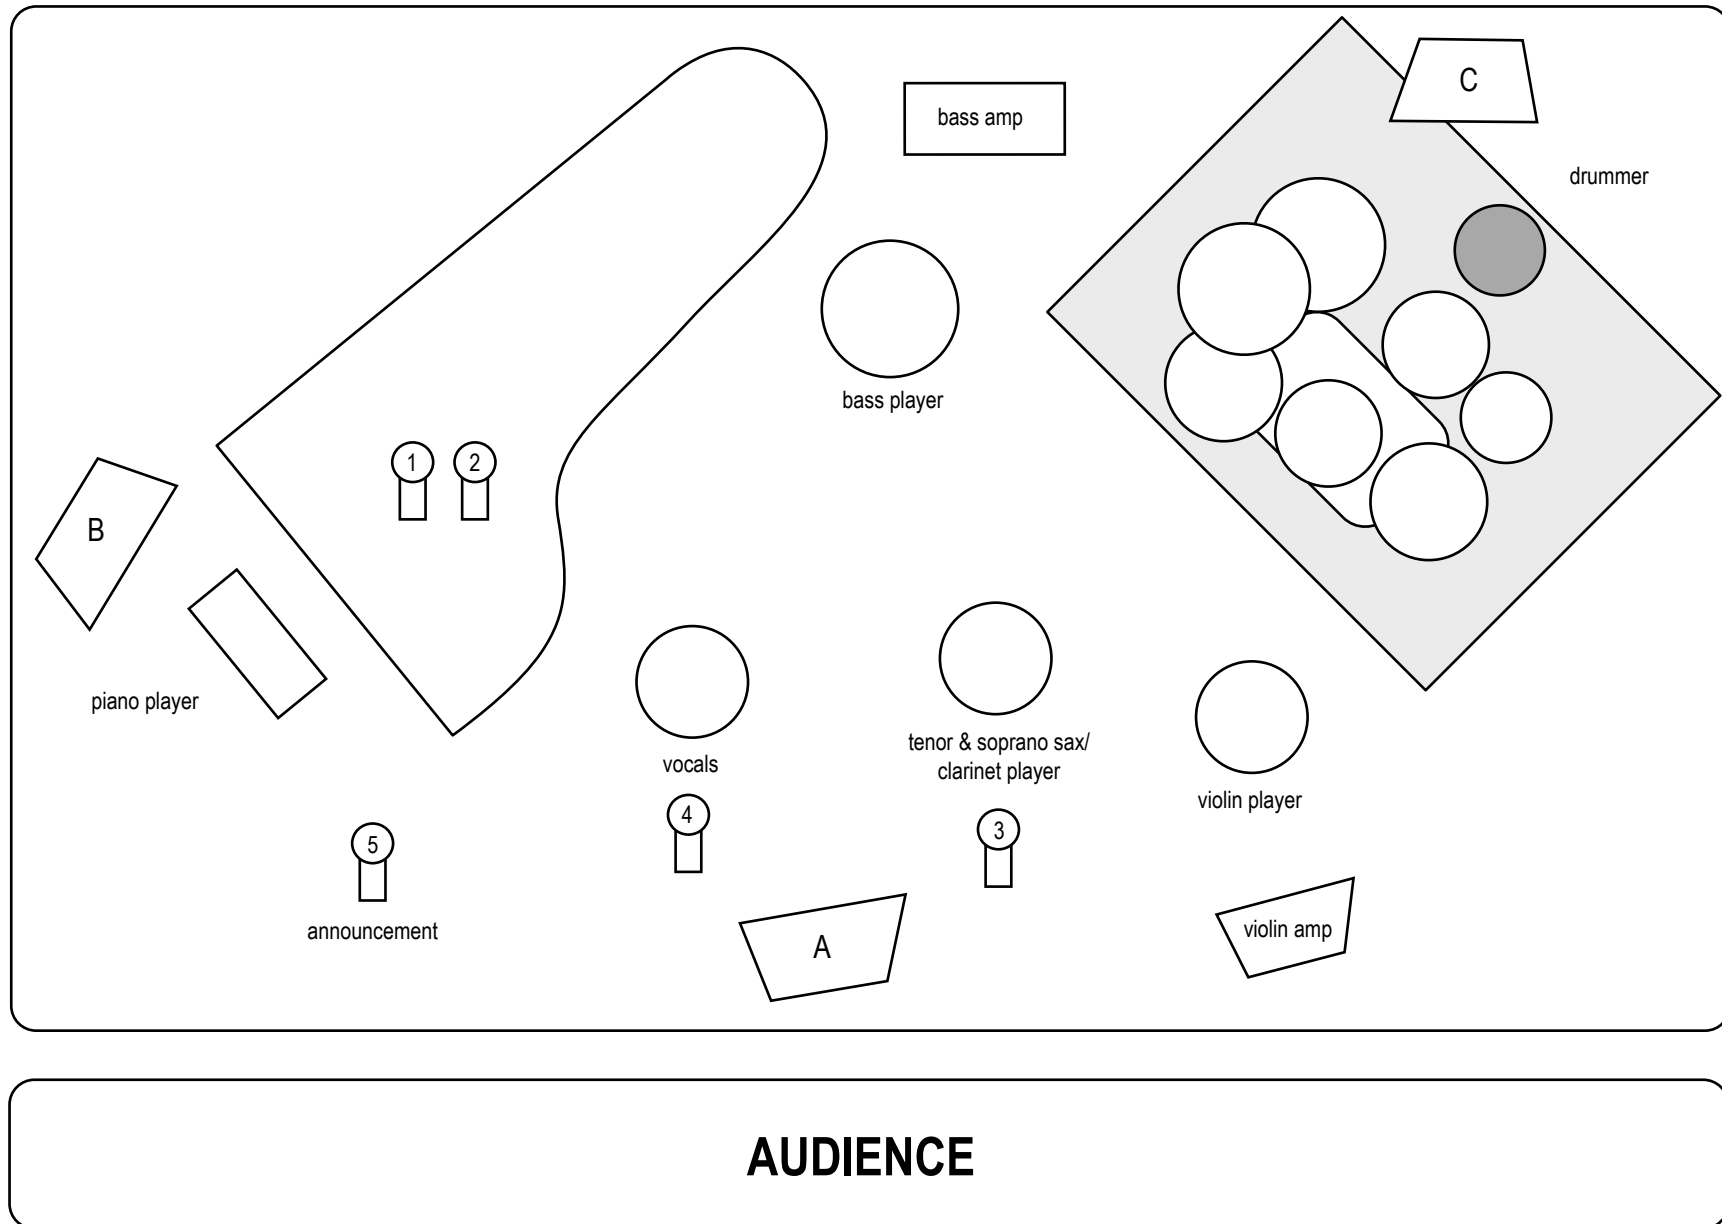 C
bass amp
drummer
bass player
1
2
B
piano player
tenor & soprano sax/
clarinet player
vocals
violin player
4
3
5
announcement
A
violin amp
AUDIENCE